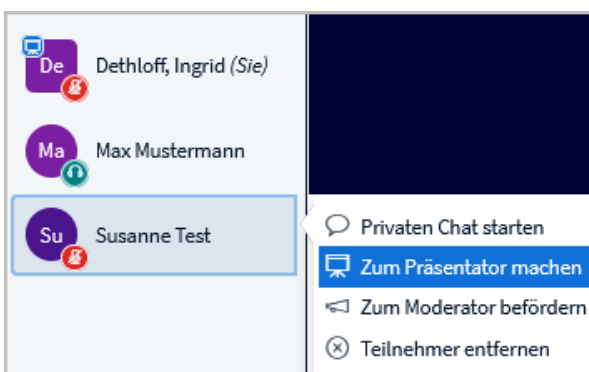 De
Dethloff, Ingrid (Sie)
Ma
Max Mustermann
Su
Susanne Test
Privaten Chat starten
Zum Präsentator machen
Zum Moderator befördern
Teilnehmer entfernen